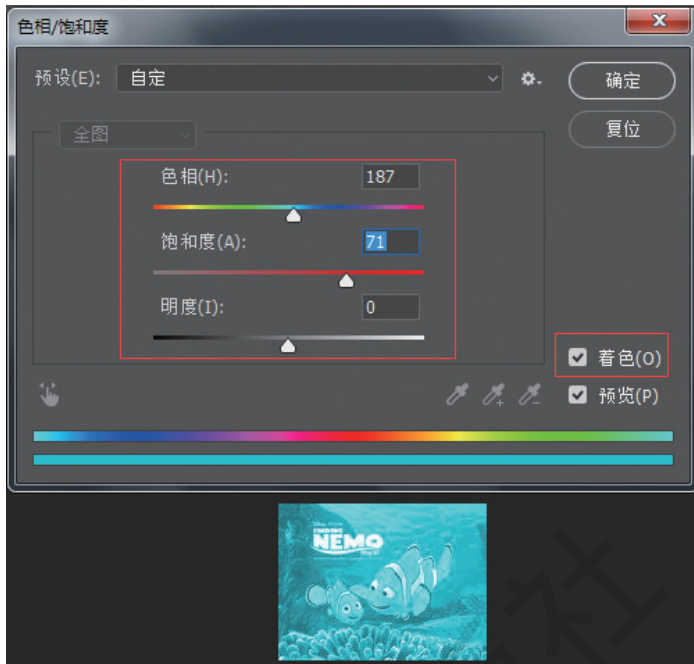 色相/饱和度
预设(E): 自定
确定
全图
复位
色相(H): 187
饱和度(A): 71
明度(I): 0
着色(O)
预览(P)
NEMO
社